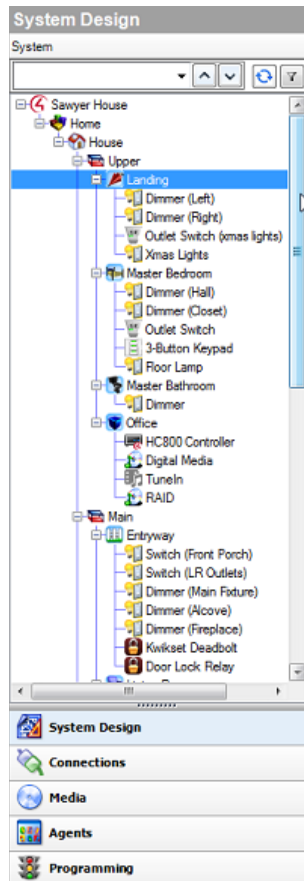 System Design
System
Sawyer House
Home
House
Upper
Landing
Dimmer (Left)
Dimmer (Right)
Outlet Switch (xmas lights)
Xmas Lights
Master Bedroom
Dimmer (Hall)
Dimmer (Closet)
Outlet Switch
3-Button Keypad
Floor Lamp
Master Bathroom
Dimmer
Office
HC800 Controller
Digital Media
TuneIn
RAID
Main
Entryway
Switch (Front Porch)
Switch (LR Outlets)
Dimmer (Main Fixture)
Dimmer (Alcove)
Dimmer (Fireplace)
Kwikset Deadbolt
Door Lock Relay
System Design
Connections
Media
Agents
Programming